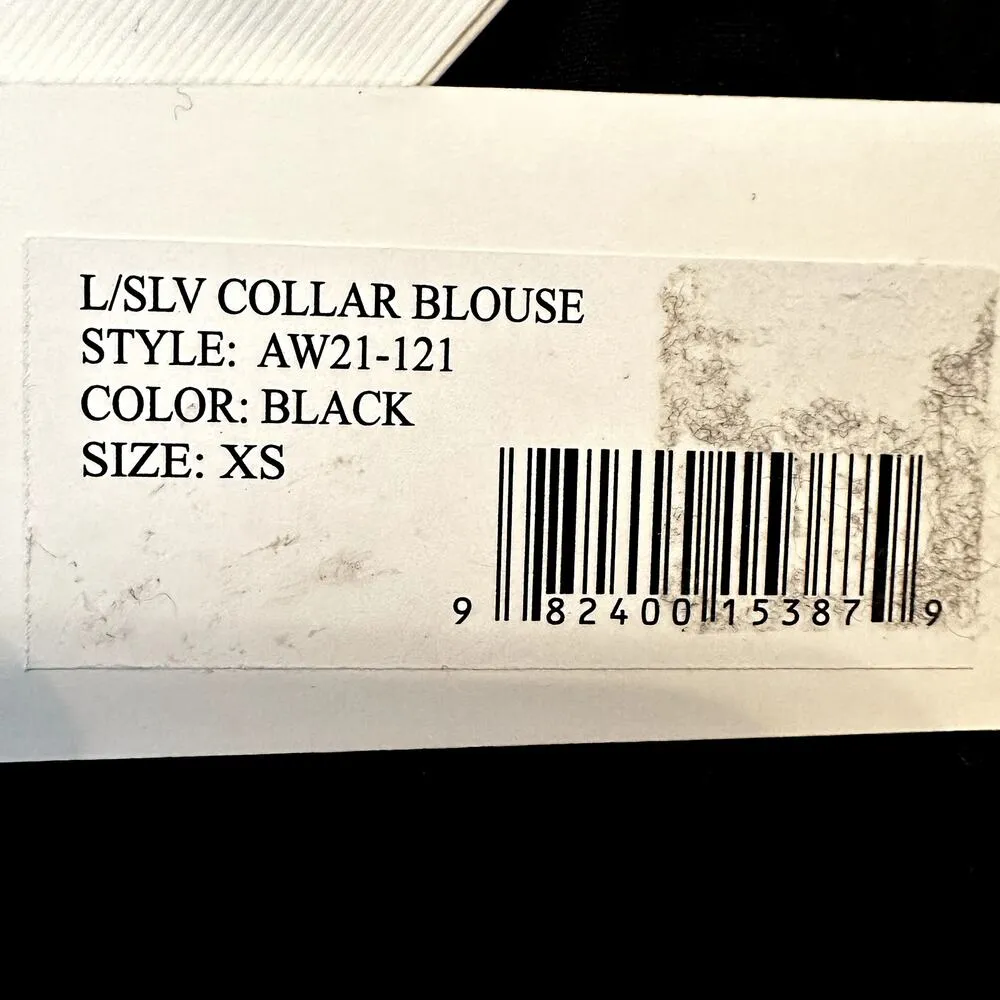 L/SLV COLLAR BLOUSE
STYLE: AW21-121
COLOR: BLACK
SIZE: XS
9 82400 15387 9